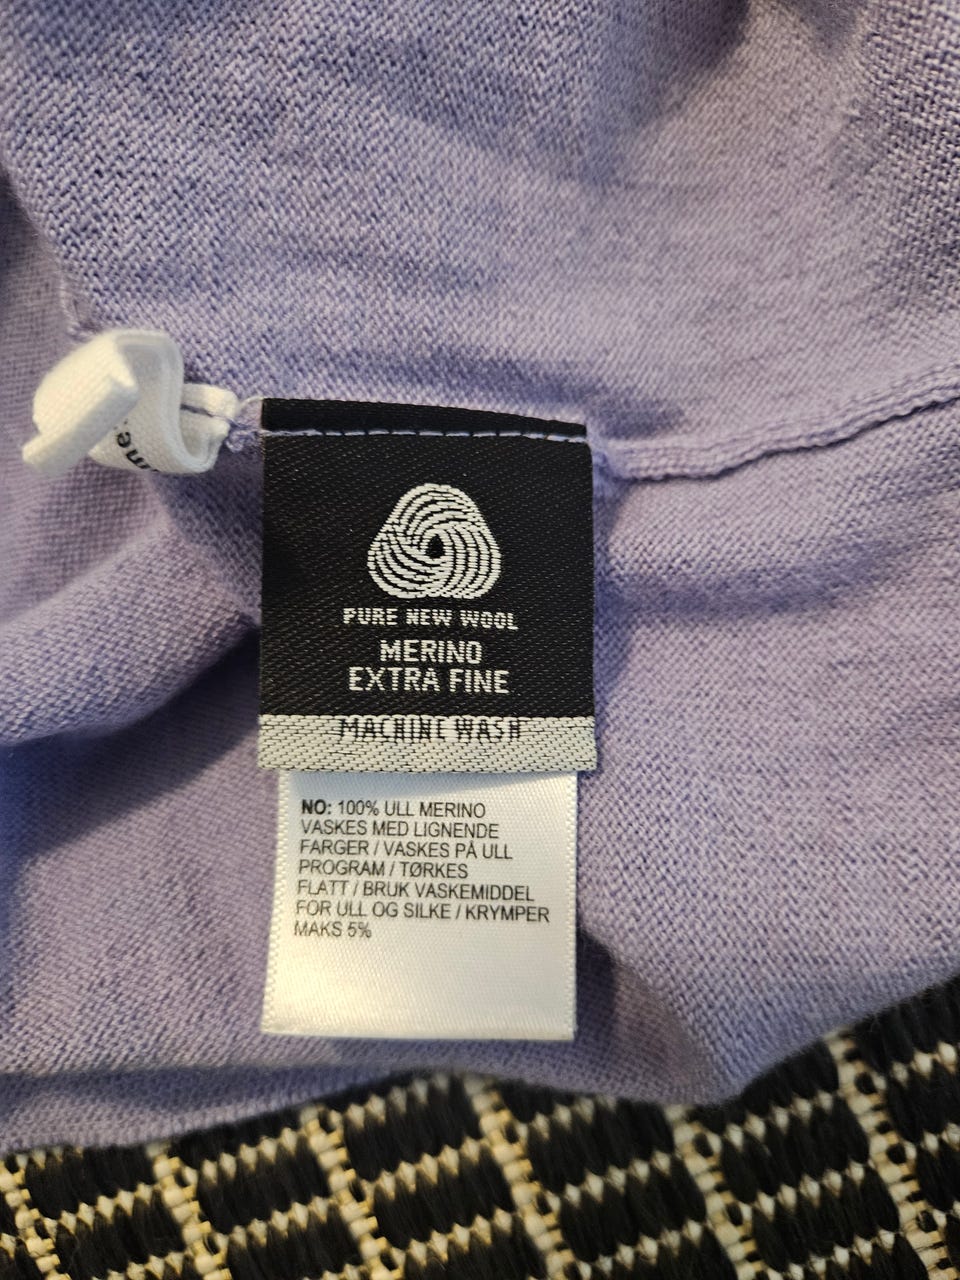 PURE NEW WOOL
MERINO
EXTRA FINE
MACHINE WASH
NO: 100% ULL MERINO
VASKES MED LIGNENDE
FARGER / VASKES PÅ ULL
PROGRAM / TØRKES
FLATT / BRUK VASKEMIDDEL
FOR ULL OG SILKE / KRYMPER
MAKS 5%